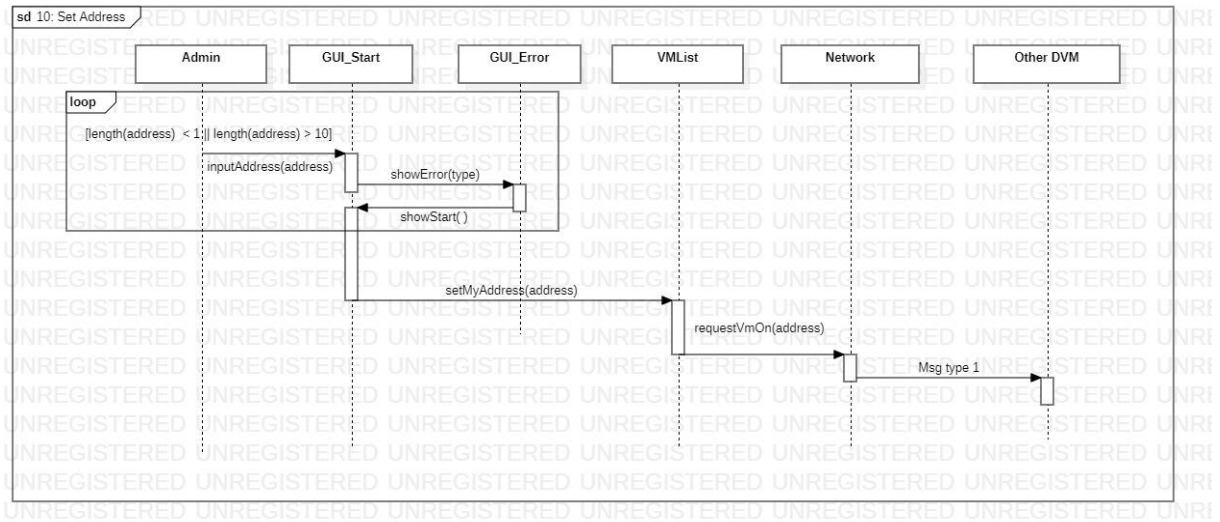 sd 10: Set Address
Admin GUI_Start GUI_Error VMList Network Other DVM
loop
[length(address) < 1 || length(address) > 10]
inputAddress(address)
showError(type)
showStart( )
setMyAddress(address)
requestVmOn(address)
Msg type 1
UNREGISTERED